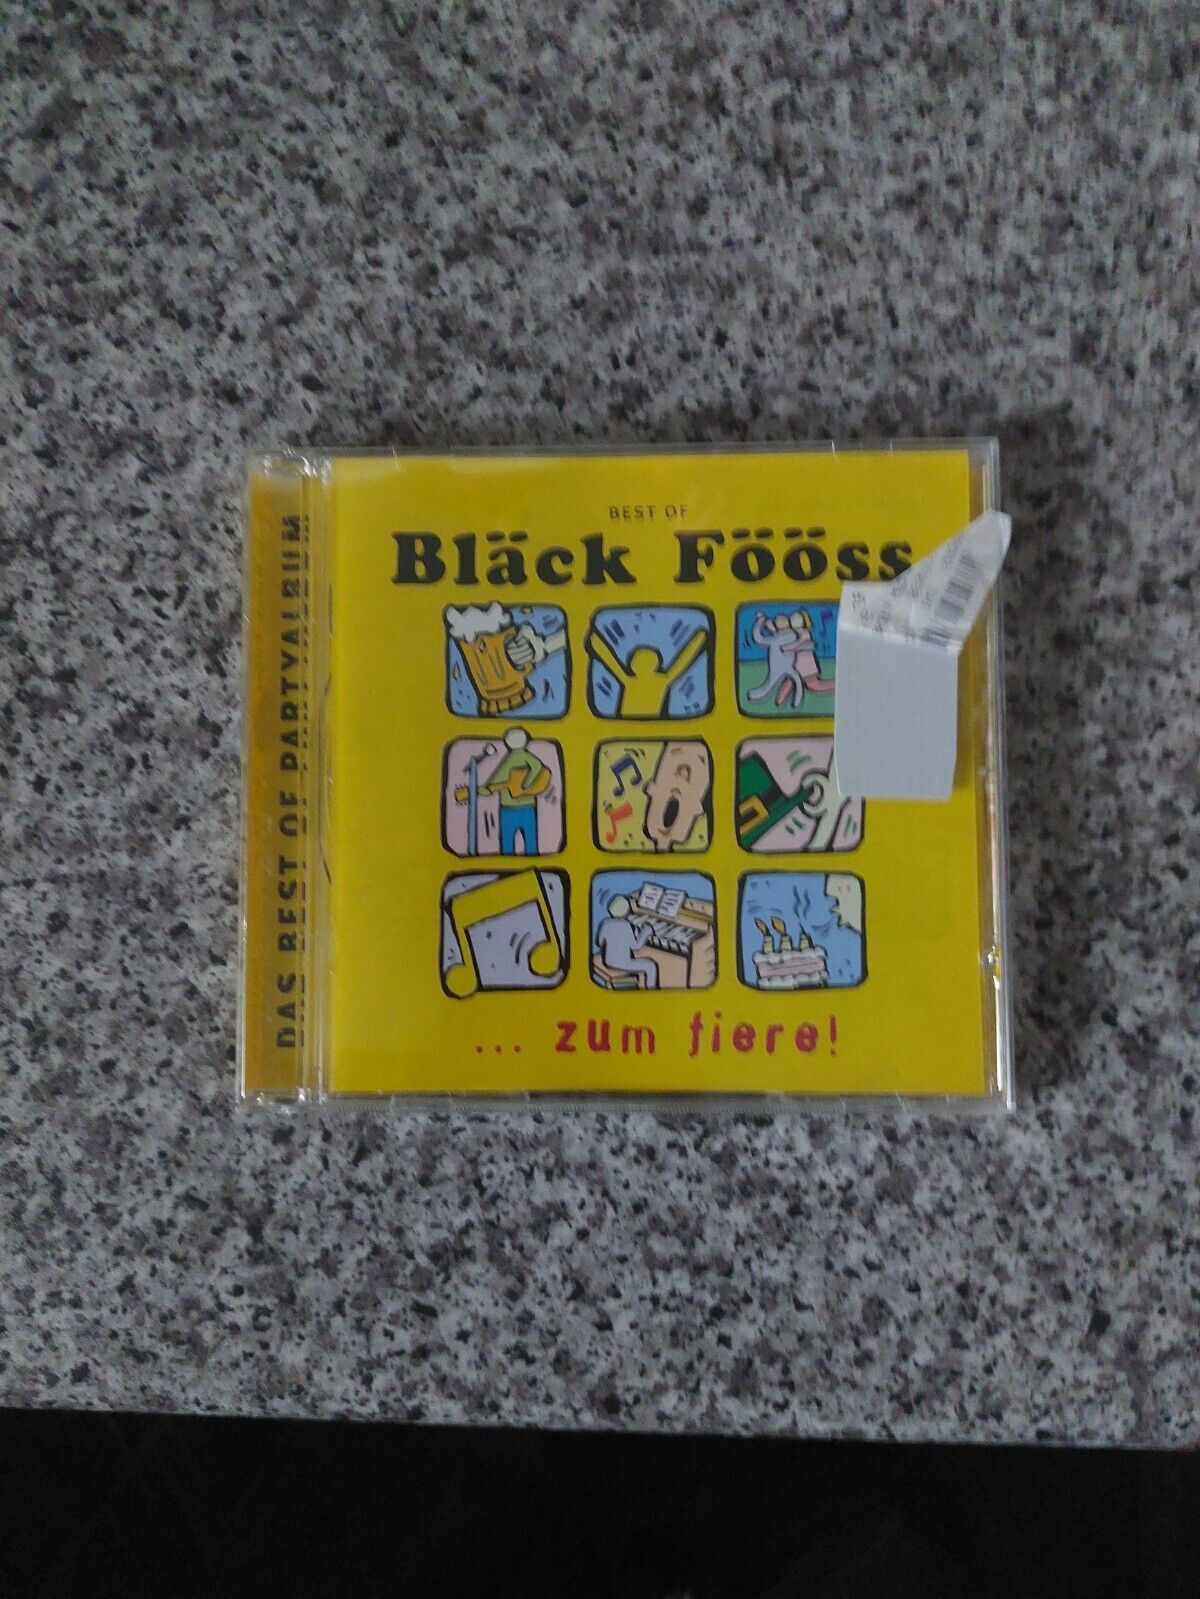 BEST OF
Bläck Fööss
... zum fiere!
DAS BEST OF PARTYALBUM